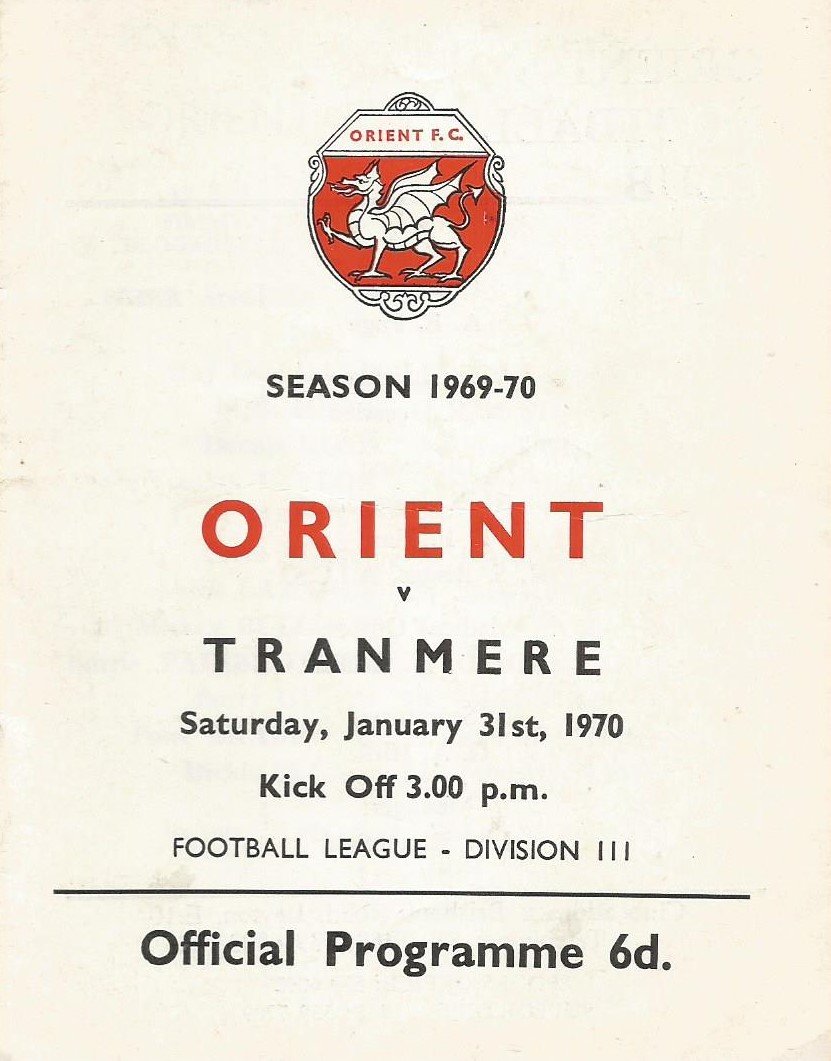 ORIENT F.C.
SEASON 1969-70
ORIENT
v
TRANMERE
Saturday, January 31st, 1970
Kick Off 3.00 p.m.
FOOTBALL LEAGUE - DIVISION III
Official Programme 6d.